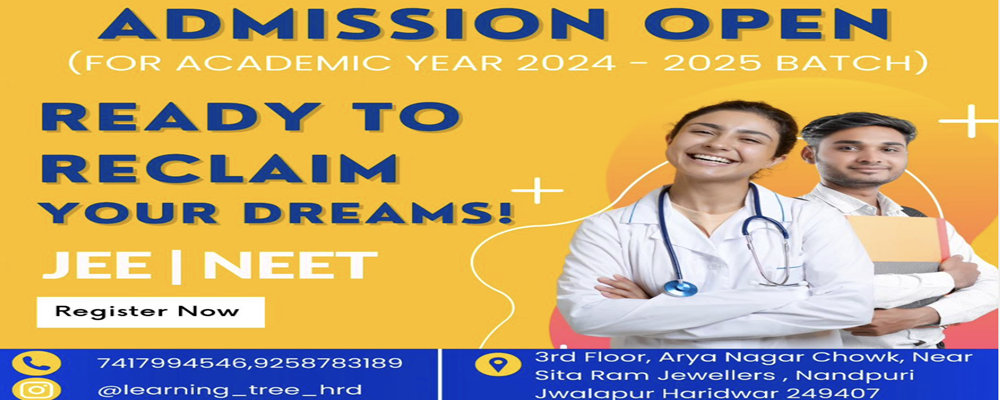 ADMISSION OPEN
(FOR ACADEMIC YEAR 2024 - 2025 BATCH)
READY TO
RECLAIM
YOUR DREAMS!
JEE | NEET
Register Now
7417994546,9258783189
@learning_tree_hrd
3rd Floor, Arya Nagar Chowk, Near
Sita Ram Jewellers , Nandpuri
Jwalapur Haridwar 249407